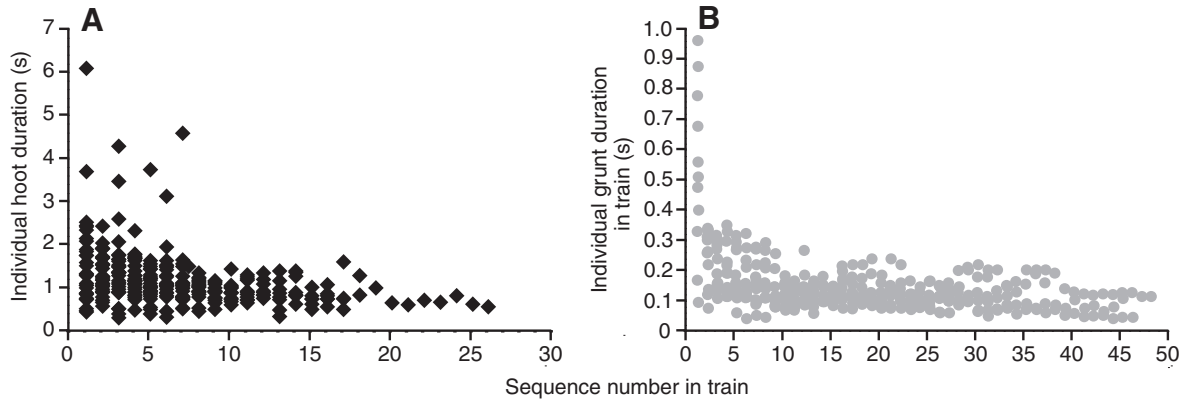 A
Individual hoot duration (s)
7
6
5
4
3
2
1
0
0 5 10 15 20 25 30
B
Individual grunt duration
in train (s)
1.0
0.9
0.8
0.7
0.6
0.5
0.4
0.3
0.2
0.1
0
0 5 10 15 20 25 30 35 40 45 50
Sequence number in train